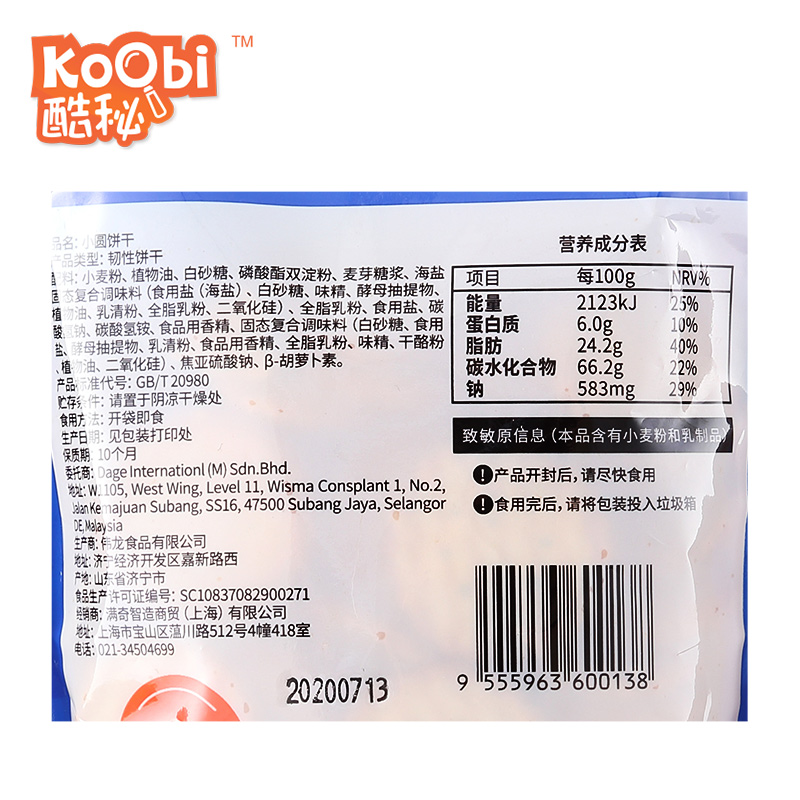 KoObi TM
酷秘
品名: 小圆饼干
产品类型: 韧性饼干
配料: 小麦粉、植物油、白砂糖、磷酸酯双淀粉、麦芽糖浆、海盐
固态复合调味料 (食用盐 (海盐) 、白砂糖、味精、酵母抽提物、
植物油、乳清粉、全脂乳粉、二氧化硅) 、全脂乳粉、食用盐、碳
酸氢钠、碳酸氢铵、食品用香精、固态复合调味料 (白砂糖、食用
盐、酵母抽提物、乳清粉、食品用香精、全脂乳粉、味精、干酪粉
、植物油、二氧化硅) 、焦亚硫酸钠、β-胡萝卜素。
产品标准代号: GB/T 20980
贮存条件: 请置于阴凉干燥处
食用方法: 开袋即食
生产日期: 见包装打印处
保质期: 10个月
委托商: Dage Internationl (M) Sdn.Bhd.
地址: WJ.105, West Wing, Level 11, Wisma Consplant 1, No.2,
Jalan Kemajuan Subang, SS16, 47500 Subang Jaya, Selangor
DE, Malaysia
生产商: 伟龙食品有限公司
地址: 济宁经济开发区嘉新路西
产地: 山东省济宁市
食品生产许可证编号: SC10837082900271
经销商: 满奇智造商贸 (上海) 有限公司
地址: 上海市宝山区蕰川路512号4幢418室
电话: 021-34504699
20200713
营养成分表
项目 每100g NRV%
能量 2123kJ 25%
蛋白质 6.0g 10%
脂肪 24.2g 40%
碳水化合物 66.2g 22%
钠 583mg 29%
致敏原信息 (本品含有小麦粉和乳制品)
! 产品开封后, 请尽快食用
! 食用完后, 请将包装投入垃圾箱
9 555963 600138